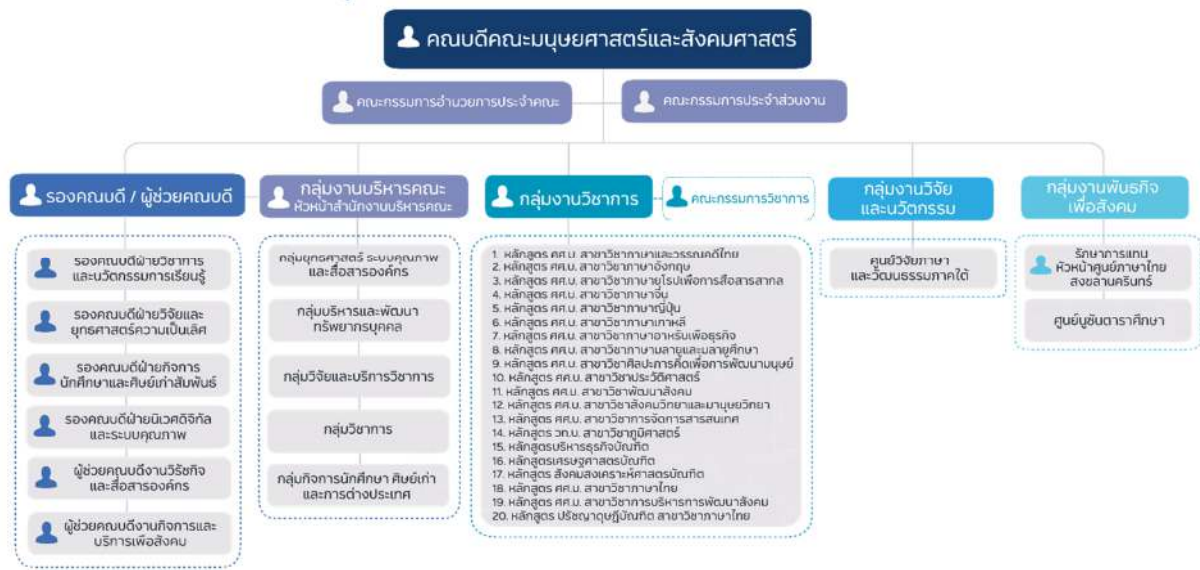 คณบดีคณะมนุษยศาสตร์และสังคมศาสตร์
คณะกรรมการอำนวยการประจำคณะ
คณะกรรมการประจำส่วนงาน
รองคณบดี / ผู้ช่วยคณบดี
รองคณบดีฝ่ายวิชาการ
และนวัตกรรมการเรียนรู้
รองคณบดีฝ่ายวิจัยและ
ยุทธศาสตร์ความเป็นเลิศ
รองคณบดีฝ่ายกิจการ
นักศึกษาและศิษย์เก่าสัมพันธ์
รองคณบดีฝ่ายนิเวศดิจิทัล
และระบบคุณภาพ
ผู้ช่วยคณบดีงานวิรัชกิจ
และสื่อสารองค์กร
ผู้ช่วยคณบดีงานกิจการและ
บริการเพื่อสังคม
กลุ่มงานบริหารคณะ
หัวหน้าสำนักงานบริหารคณะ
กลุ่มยุทธศาสตร์ ระบบคุณภาพ
และสื่อสารองค์กร
กลุ่มบริหารและพัฒนา
ทรัพยากรบุคคล
กลุ่มวิจัยและบริการวิชาการ
กลุ่มวิชาการ
กลุ่มกิจการนักศึกษา ศิษย์เก่า
และการต่างประเทศ
กลุ่มงานวิชาการ
คณะกรรมการวิชาการ
1. หลักสูตร ศศ.บ. สาขาวิชาภาษาและวรรณคดีไทย
2. หลักสูตร ศศ.บ. สาขาวิชาภาษาอังกฤษ
3. หลักสูตร ศศ.บ. สาขาวิชาภาษายุโรปเพื่อการสื่อสารสากล
4. หลักสูตร ศศ.บ. สาขาวิชาภาษาจีน
5. หลักสูตร ศศ.บ. สาขาวิชาภาษาญี่ปุ่น
6. หลักสูตร ศศ.บ. สาขาวิชาภาษาเกาหลี
7. หลักสูตร ศศ.บ. สาขาวิชาภาษาอาหรับเพื่อธุรกิจ
8. หลักสูตร ศศ.บ. สาขาวิชาภาษามลายูและมลายูศึกษา
9. หลักสูตร ศศ.บ. สาขาวิชาศิลปะการคิดเพื่อการพัฒนามนุษย์
10. หลักสูตร ศศ.บ. สาขาวิชาประวัติศาสตร์
11. หลักสูตร ศศ.บ. สาขาวิชาพัฒนาสังคม
12. หลักสูตร ศศ.บ. สาขาวิชาสังคมวิทยาและมานุษยวิทยา
13. หลักสูตร ศศ.บ. สาขาวิชาการจัดการสารสนเทศ
14. หลักสูตร วท.บ. สาขาวิชาภูมิศาสตร์
15. หลักสูตรบริหารธุรกิจบัณฑิต
16. หลักสูตรเศรษฐศาสตรบัณฑิต
17. หลักสูตร สังคมสงเคราะห์ศาสตรบัณฑิต
18. หลักสูตร ศศ.ม. สาขาวิชาภาษาไทย
19. หลักสูตร ศศ.ม. สาขาวิชาการบริหารการพัฒนาสังคม
20. หลักสูตร ปรัชญาดุษฎีบัณฑิต สาขาวิชาภาษาไทย
กลุ่มงานวิจัย
และนวัตกรรม
ศูนย์วิจัยภาษา
และวัฒนธรรมภาคใต้
กลุ่มงานพันธกิจ
เพื่อสังคม
รักษาการแทน
หัวหน้าศูนย์ภาษาไทย
สงขลานครินทร์
ศูนย์นูซันตาราศึกษา